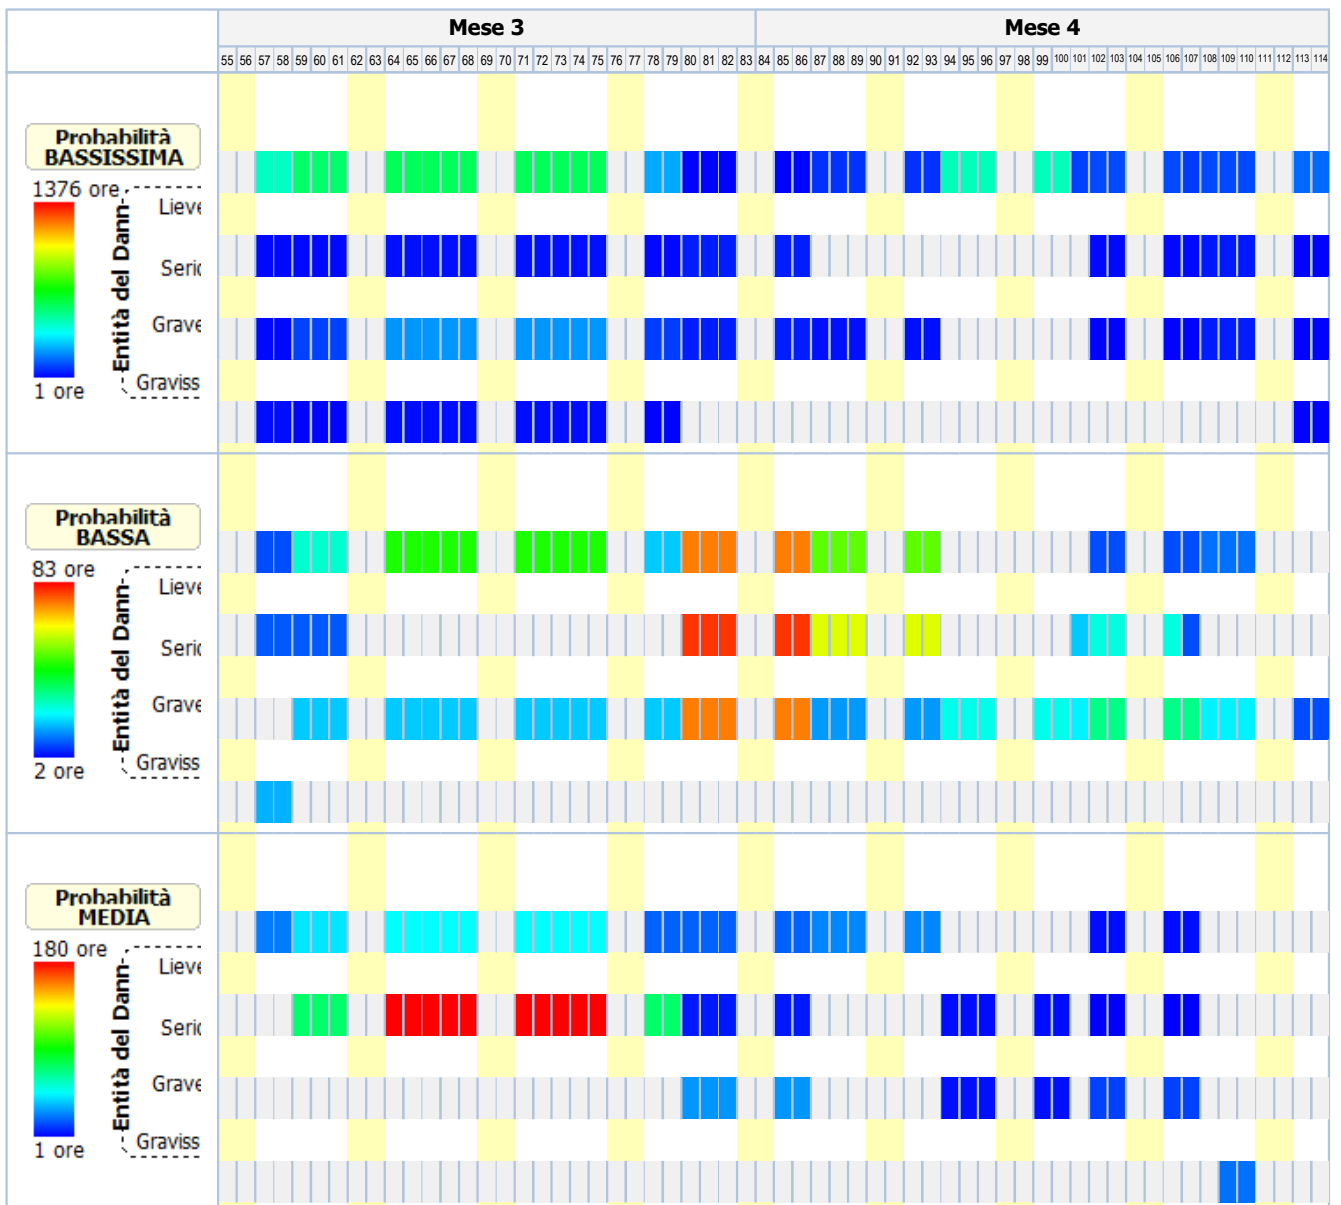 Mese 3 Mese 4
55 56 57 58 59 60 61 62 63 64 65 66 67 68 69 70 71 72 73 74 75 76 77 78 79 80 81 82 83 84 85 86 87 88 89 90 91 92 93 94 95 96 97 98 99 100 101 102 103 104 105 106 107 108 109 110 111 112 113 114
Probabilità
BASSISSIMA
1376 ore
Lieve
Serio
Grave
Graviss
1 ore
Entità del Dann
Probabilità
BASSA
83 ore
Lieve
Serio
Grave
Graviss
2 ore
Entità del Dann
Probabilità
MEDIA
180 ore
Lieve
Serio
Grave
Graviss
1 ore
Entità del Dann